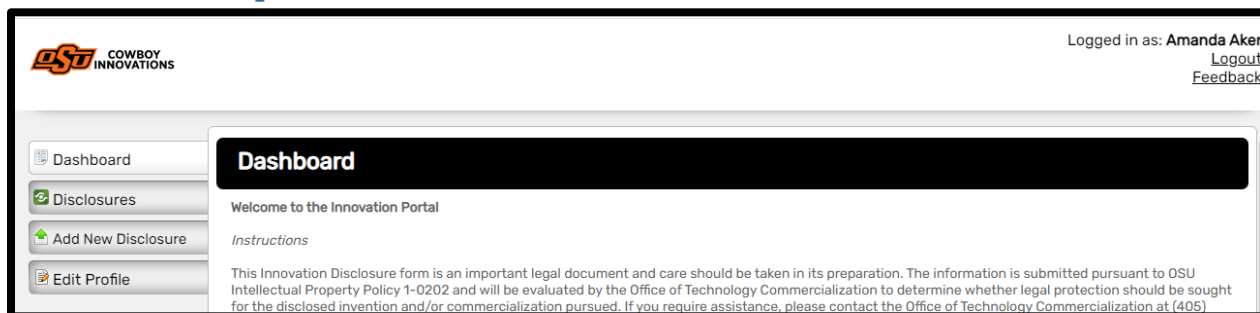 OSU COWBOY
INNOVATIONS
Logged in as: Amanda Aker
Logout
Feedback
Dashboard
Disclosures
Add New Disclosure
Edit Profile
Dashboard
Welcome to the Innovation Portal
Instructions
This Innovation Disclosure form is an important legal document and care should be taken in its preparation. The information is submitted pursuant to OSU
Intellectual Property Policy 1-0202 and will be evaluated by the Office of Technology Commercialization to determine whether legal protection should be sought
for the disclosed invention and/or commercialization pursued. If you require assistance, please contact the Office of Technology Commercialization at (405)